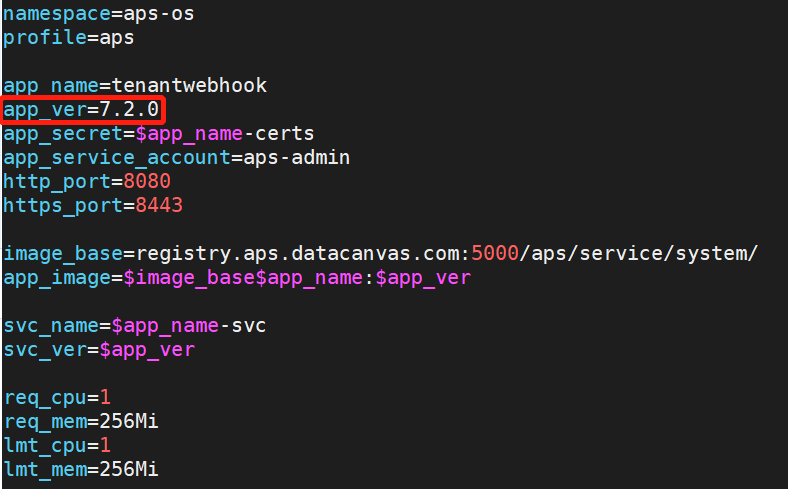 namespace=aps-os
profile=aps
app_name=tenantwebhook
app_ver=7.2.0
app_secret=$app_name-certs
app_service_account=aps-admin
http_port=8080
https_port=8443
image_base=registry.aps.datacanvas.com:5000/aps/service/system/
app_image=$image_base$app_name:$app_ver
svc_name=$app_name-svc
svc_ver=$app_ver
req_cpu=1
req_mem=256Mi
lmt_cpu=1
lmt_mem=256Mi